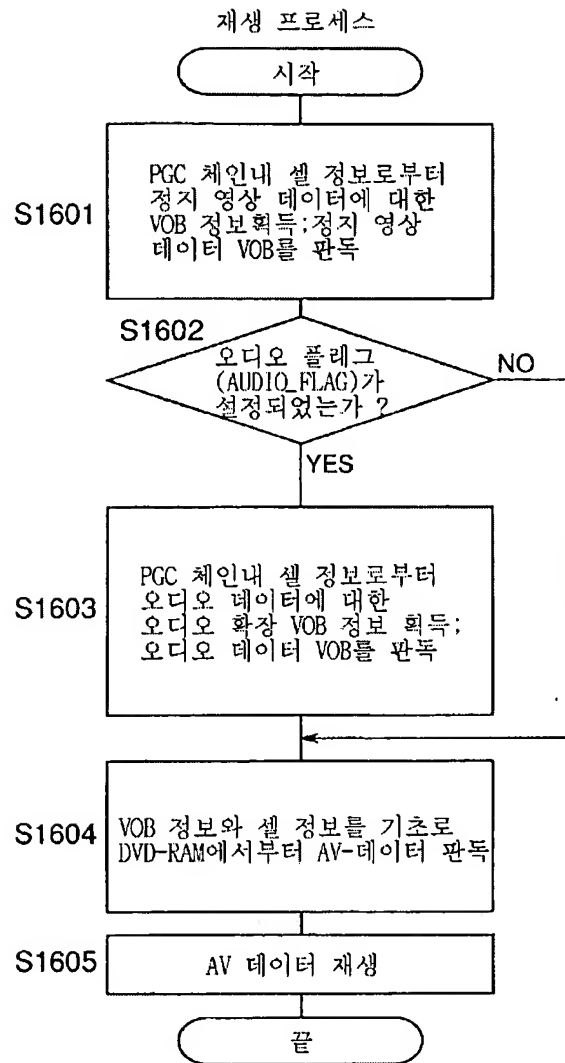 재생 프로세스
시작
S1601
PGC 체인내 셀 정보로부터
정지 영상 데이터에 대한
VOB 정보획득;정지 영상
데이터 VOB를 판독
S1602
오디오 플레그
(AUDIO_FLAG)가
설정되었는가 ?
NO
YES
S1603
PGC 체인내 셀 정보로부터
오디오 데이터에 대한
오디오 확장 VOB 정보 획득;
오디오 데이터 VOB를 판독
S1604
VOB 정보와 셀 정보를 기초로
DVD-RAM에서부터 AV-데이터 판독
S1605
AV 데이터 재생
끝